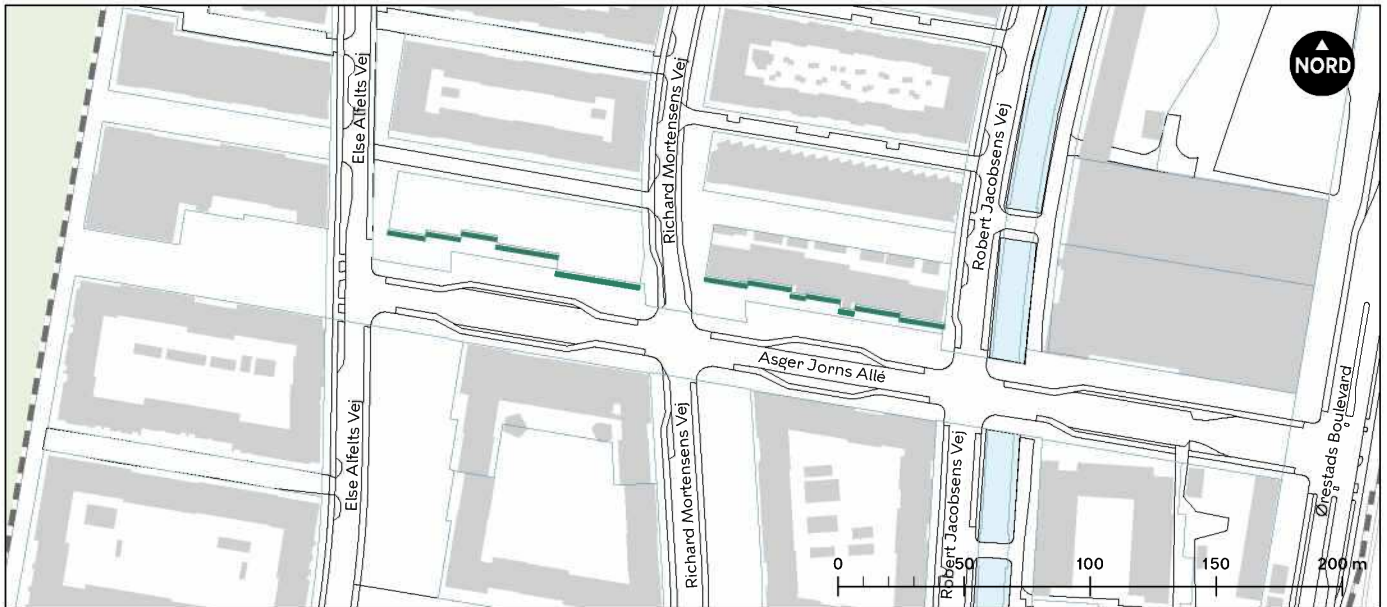 NORD
Else Alfelts Vej
Richard Mortensens Vej
Robert Jacobsens Vej
Asger Jorns Allé
Else Alfelts Vej
Richard Mortensens Vej
Robert Jacobsens Vej
Ørestads Boulevard
0 50 100 150 200 m